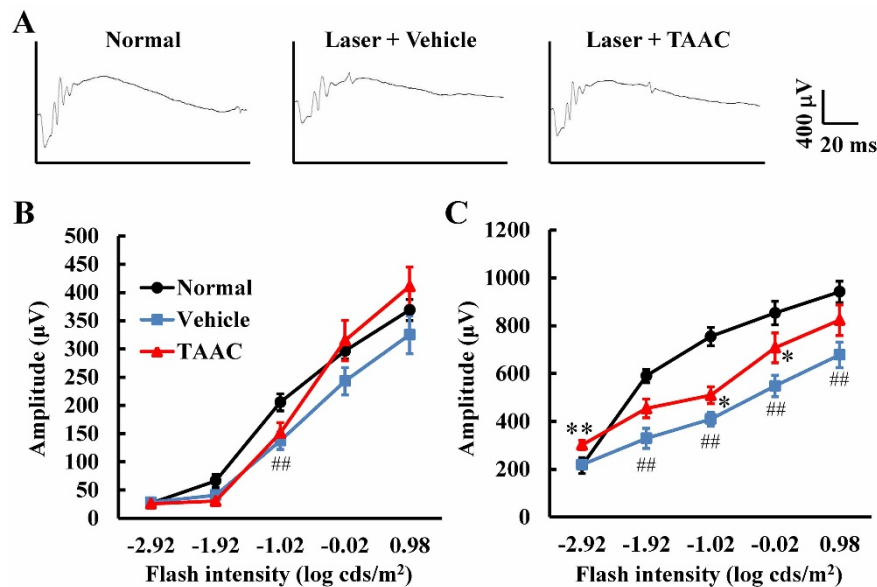 A
Normal
Laser + Vehicle
Laser + TAAC
400 µV
20 ms
B
Amplitude (µV)
500
450
400
350
300
250
200
150
100
50
0
Normal
Vehicle
TAAC
##
-2.92 -1.92 -1.02 -0.02 0.98
Flash intensity (log cds/m²)
C
Amplitude (µV)
1200
1000
800
600
400
200
0
**
*
*
##
##
##
##
-2.92 -1.92 -1.02 -0.02 0.98
Flash intensity (log cds/m²)